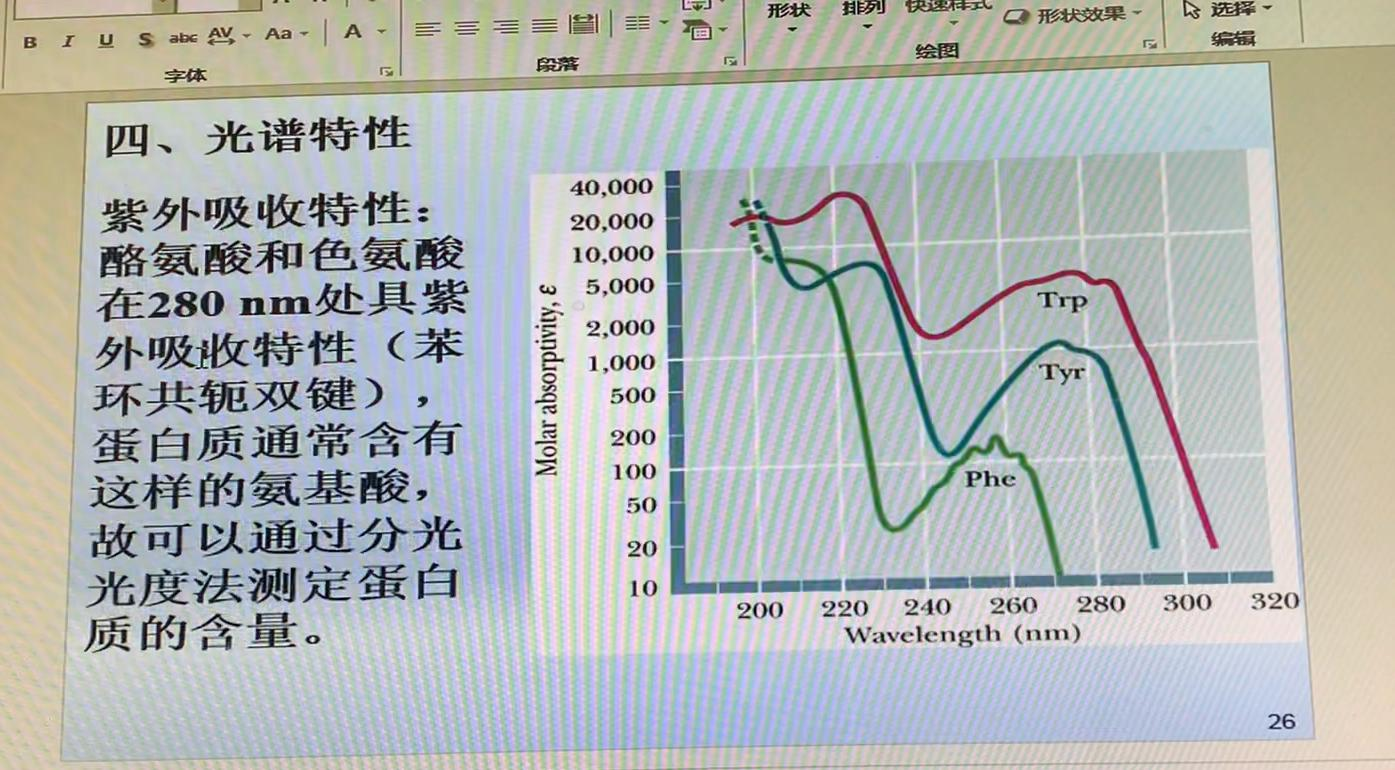 形状
排列
快速样式
形状效果
选择
B I U S abc AV Aa A
字体
段落
绘图
编辑
四、光谱特性
紫外吸收特性：
酪氨酸和色氨酸
在280 nm处具紫
外吸收特性（苯
环共轭双键），
蛋白质通常含有
这样的氨基酸，
故可以通过分光
光度法测定蛋白
质的含量。
Molar absorptivity, ε
40,000
20,000
10,000
5,000
2,000
1,000
500
200
100
50
20
10
Trp
Tyr
Phe
200 220 240 260 280 300 320
Wavelength (nm)
26